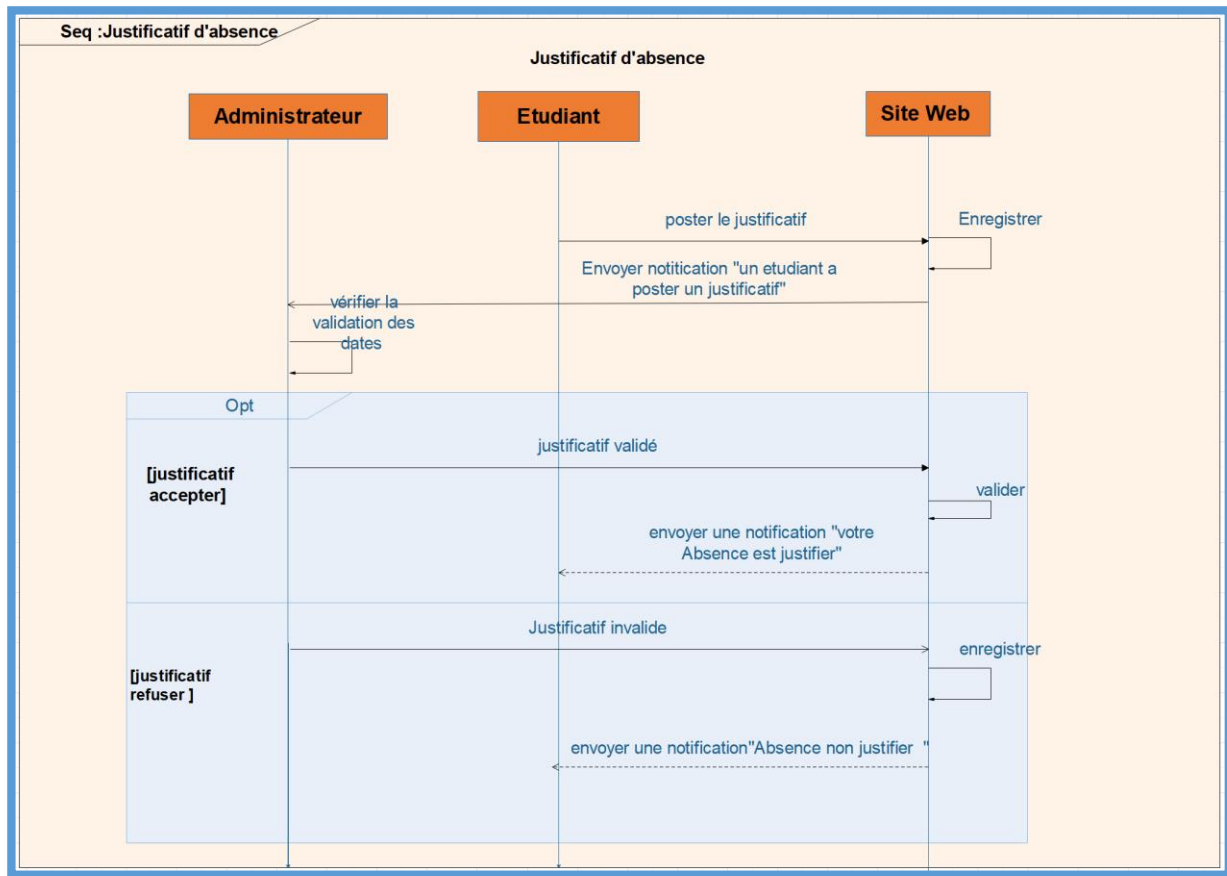 Seq :Justificatif d'absence
Justificatif d'absence
Administrateur
Etudiant
Site Web
poster le justificatif
Enregistrer
Envoyer notitication "un etudiant a
poster un justificatif"
vérifier la
validation des
dates
Opt
justificatif validé
[justificatif
accepter]
valider
envoyer une notification "votre
Absence est justifier"
Justificatif invalide
enregistrer
[justificatif
refuser ]
envoyer une notification"Absence non justifier "